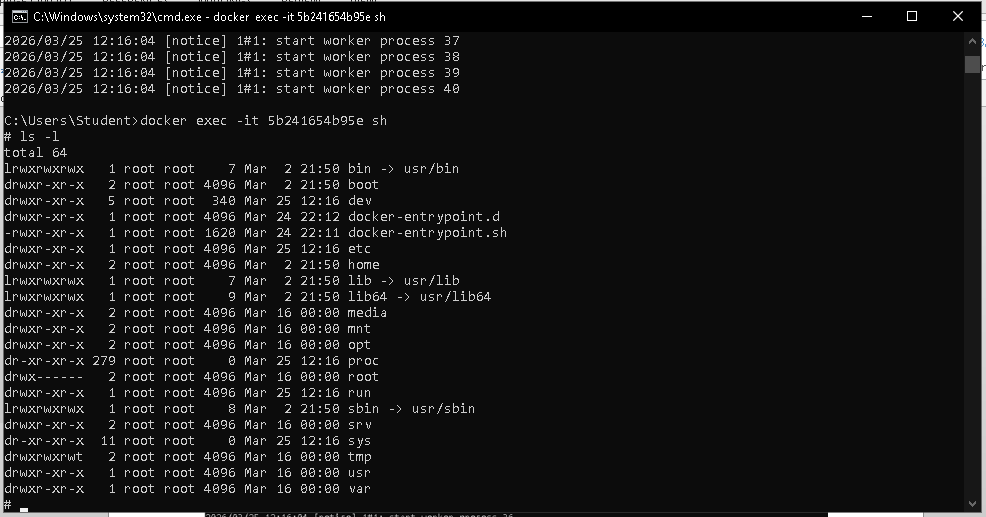 C:\Windows\system32\cmd.exe - docker exec -it 5b241654b95e sh
2026/03/25 12:16:04 [notice] 1#1: start worker process 37
2026/03/25 12:16:04 [notice] 1#1: start worker process 38
2026/03/25 12:16:04 [notice] 1#1: start worker process 39
2026/03/25 12:16:04 [notice] 1#1: start worker process 40
C:\Users\Student>docker exec -it 5b241654b95e sh
# ls -l
total 64
lrwxrwxrwx   1 root root    7 Mar  2 21:50 bin -> usr/bin
drwxr-xr-x   2 root root 4096 Mar  2 21:50 boot
drwxr-xr-x   5 root root  340 Mar 25 12:16 dev
drwxr-xr-x   1 root root 4096 Mar 24 22:12 docker-entrypoint.d
-rwxr-xr-x   1 root root 1620 Mar 24 22:11 docker-entrypoint.sh
drwxr-xr-x   1 root root 4096 Mar 25 12:16 etc
drwxr-xr-x   2 root root 4096 Mar  2 21:50 home
lrwxrwxrwx   1 root root    7 Mar  2 21:50 lib -> usr/lib
lrwxrwxrwx   1 root root    9 Mar  2 21:50 lib64 -> usr/lib64
drwxr-xr-x   2 root root 4096 Mar 16 00:00 media
drwxr-xr-x   2 root root 4096 Mar 16 00:00 mnt
drwxr-xr-x   2 root root 4096 Mar 16 00:00 opt
dr-xr-xr-x 279 root root    0 Mar 25 12:16 proc
drwx------   2 root root 4096 Mar 16 00:00 root
drwxr-xr-x   1 root root 4096 Mar 25 12:16 run
lrwxrwxrwx   1 root root    8 Mar  2 21:50 sbin -> usr/sbin
drwxr-xr-x   2 root root 4096 Mar 16 00:00 srv
dr-xr-xr-x  11 root root    0 Mar 25 12:16 sys
drwxrwxrwt   2 root root 4096 Mar 16 00:00 tmp
drwxr-xr-x   1 root root 4096 Mar 16 00:00 usr
drwxr-xr-x   1 root root 4096 Mar 16 00:00 var
#
2026/03/25 12:16:04 [notice] 1#1: start worker process 36